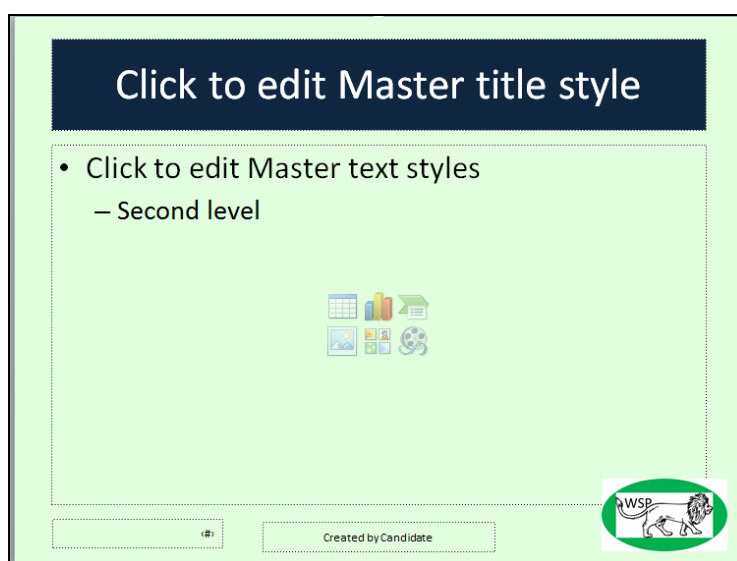 Click to edit Master title style
• Click to edit Master text styles
– Second level
WSP
‹#›
Created by Candidate